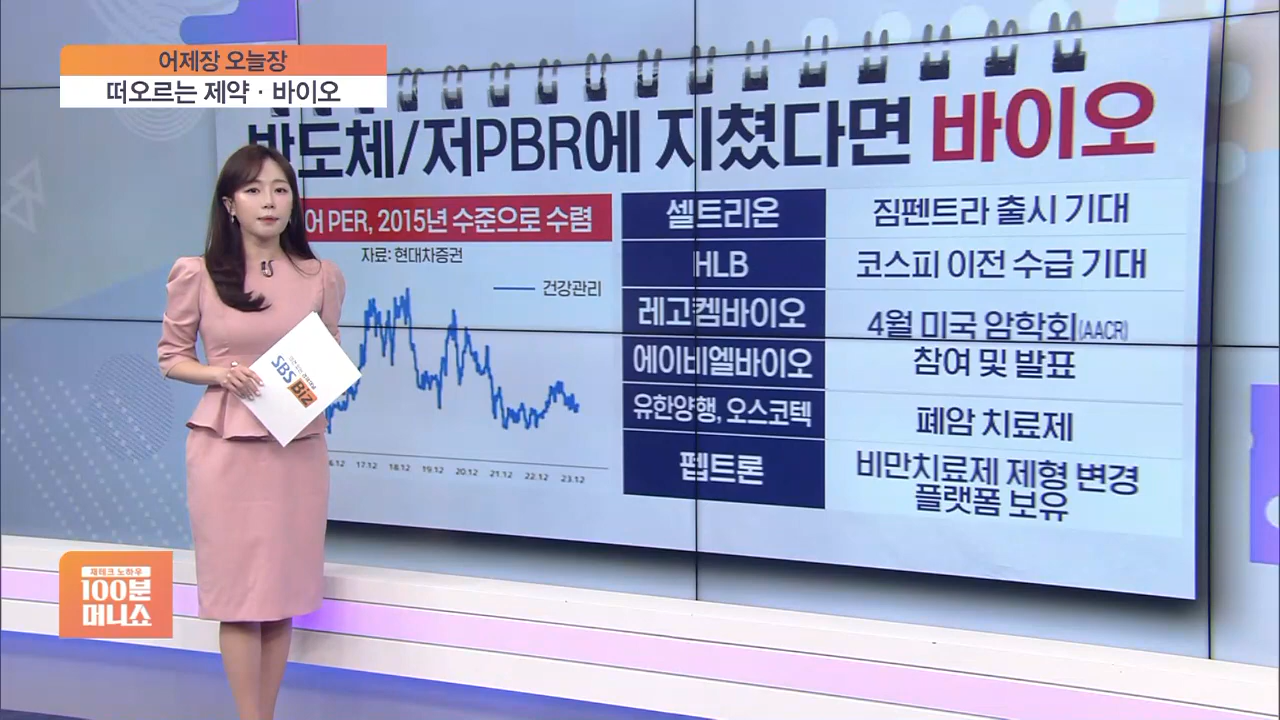 어제장 오늘장
떠오르는 제약·바이오
반도체/저PBR에 지쳤다면 바이오
어 PER, 2015년 수준으로 수렴
자료: 현대차증권
건강관리
17.12 18.12 19.12 20.12 21.12 22.12 23.12
셀트리온 짐펜트라 출시 기대
HLB 코스피 이전 수급 기대
레고켐바이오 4월 미국 암학회(AACR)
에이비엘바이오 참여 및 발표
유한양행, 오스코텍 폐암 치료제
펩트론 비만치료제 제형 변경
플랫폼 보유
SBS Biz
재테크 노하우
100분
머니쇼